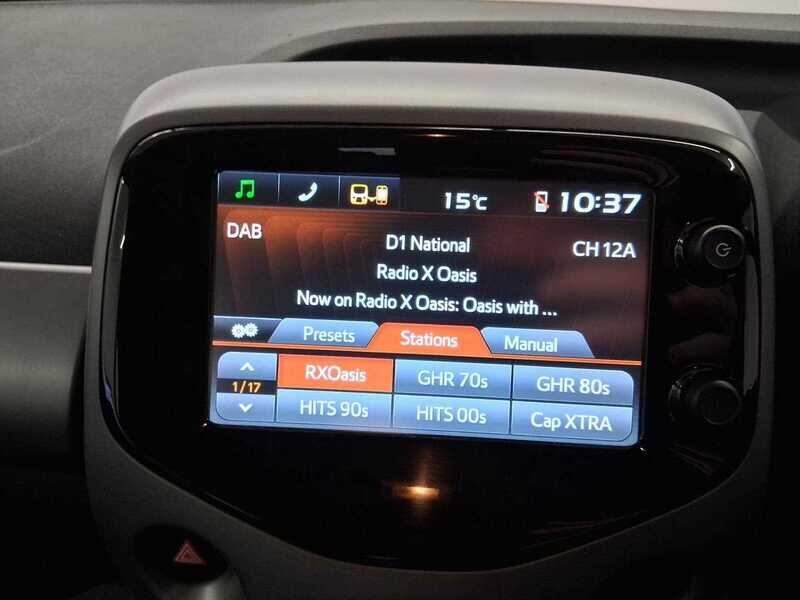 15°C 10:37
DAB D1 National CH 12A
Radio X Oasis
Now on Radio X Oasis: Oasis with ...
Presets Stations Manual
RXOasis GHR 70s GHR 80s
1/17
HITS 90s HITS 00s Cap XTRA